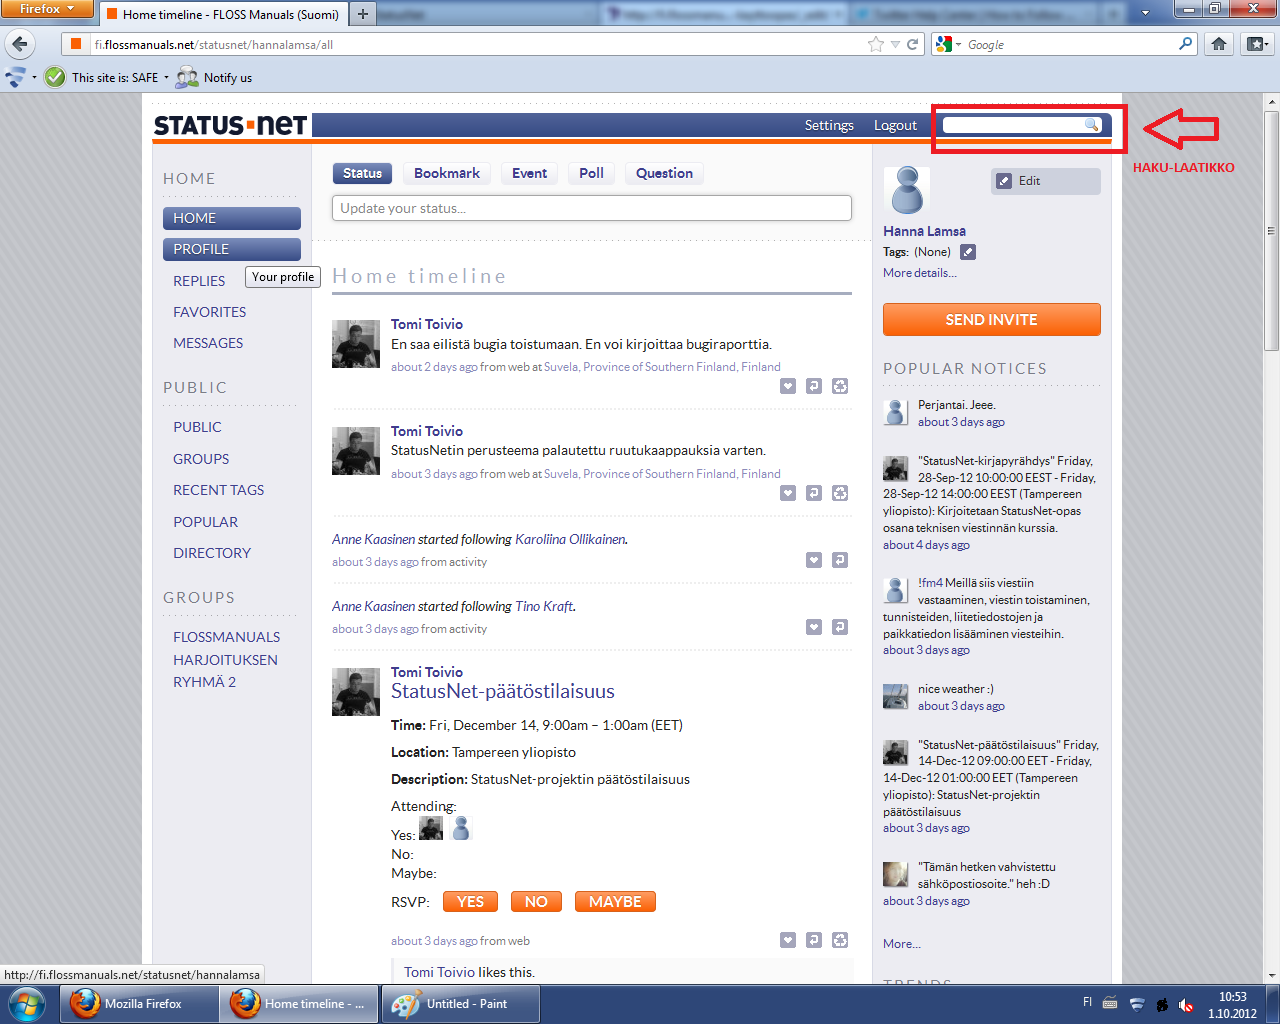 Firefox
Home timeline - FLOSS Manuals (Suomi)
fi.flossmanuals.net/statusnet/hannalamsa/all
Google
This site is: SAFE
Notify us
STATUS net
Settings
Logout
HAKU-LAATIKKO
HOME
HOME
PROFILE
Your profile
REPLIES
FAVORITES
MESSAGES
PUBLIC
PUBLIC
GROUPS
RECENT TAGS
POPULAR
DIRECTORY
GROUPS
FLOSSMANUALS
HARJOITUKSEN
RYHMÄ 2
Status
Bookmark
Event
Poll
Question
Update your status...
Home timeline
Tomi Toivio
En saa eilistä bugia toistumaan. En voi kirjoittaa bugiraporttia.
about 2 days ago from web at Suvela, Province of Southern Finland, Finland
Tomi Toivio
StatusNetin perusteema palautettu ruutukaappauksia varten.
about 3 days ago from web at Suvela, Province of Southern Finland, Finland
Anne Kaasinen started following Karoliina Ollikainen.
about 3 days ago from activity
Anne Kaasinen started following Tino Kraft.
about 3 days ago from activity
Tomi Toivio
StatusNet-päätöstilaisuus
Time: Fri, December 14, 9:00am – 1:00am (EET)
Location: Tampereen yliopisto
Description: StatusNet-projektin päätöstilaisuus
Attending:
Yes:
No:
Maybe:
RSVP: YES NO MAYBE
about 3 days ago from web
Tomi Toivio likes this.
Edit
Hanna Lamsa
Tags: (None)
More details...
SEND INVITE
POPULAR NOTICES
Perjantai. Jeee.
about 3 days ago
"StatusNet-kirjapyrähdys" Friday,
28-Sep-12 10:00:00 EEST - Friday,
28-Sep-12 14:00:00 EEST (Tampereen
yliopisto): Kirjoitetaan StatusNet-opas
osana teknisen viestinnän kurssia.
about 4 days ago
!fm4 Meillä siis viestiin
vastaaminen, viestin toistaminen,
tunnisteiden, liitetiedostojen ja
paikkatiedon lisääminen viesteihin.
about 3 days ago
nice weather :)
about 3 days ago
"StatusNet-päätöstilaisuus" Friday,
14-Dec-12 09:00:00 EET - Friday,
14-Dec-12 01:00:00 EET (Tampereen
yliopisto): StatusNet-projektin
päätöstilaisuus
about 3 days ago
"Tämän hetken vahvistettu
sähköpostiosoite." heh :D
about 3 days ago
More...
TRENDS
http://fi.flossmanuals.net/statusnet/hannalamsa
Mozilla Firefox
Home timeline - ...
Untitled - Paint
FI
10:53
1.10.2012